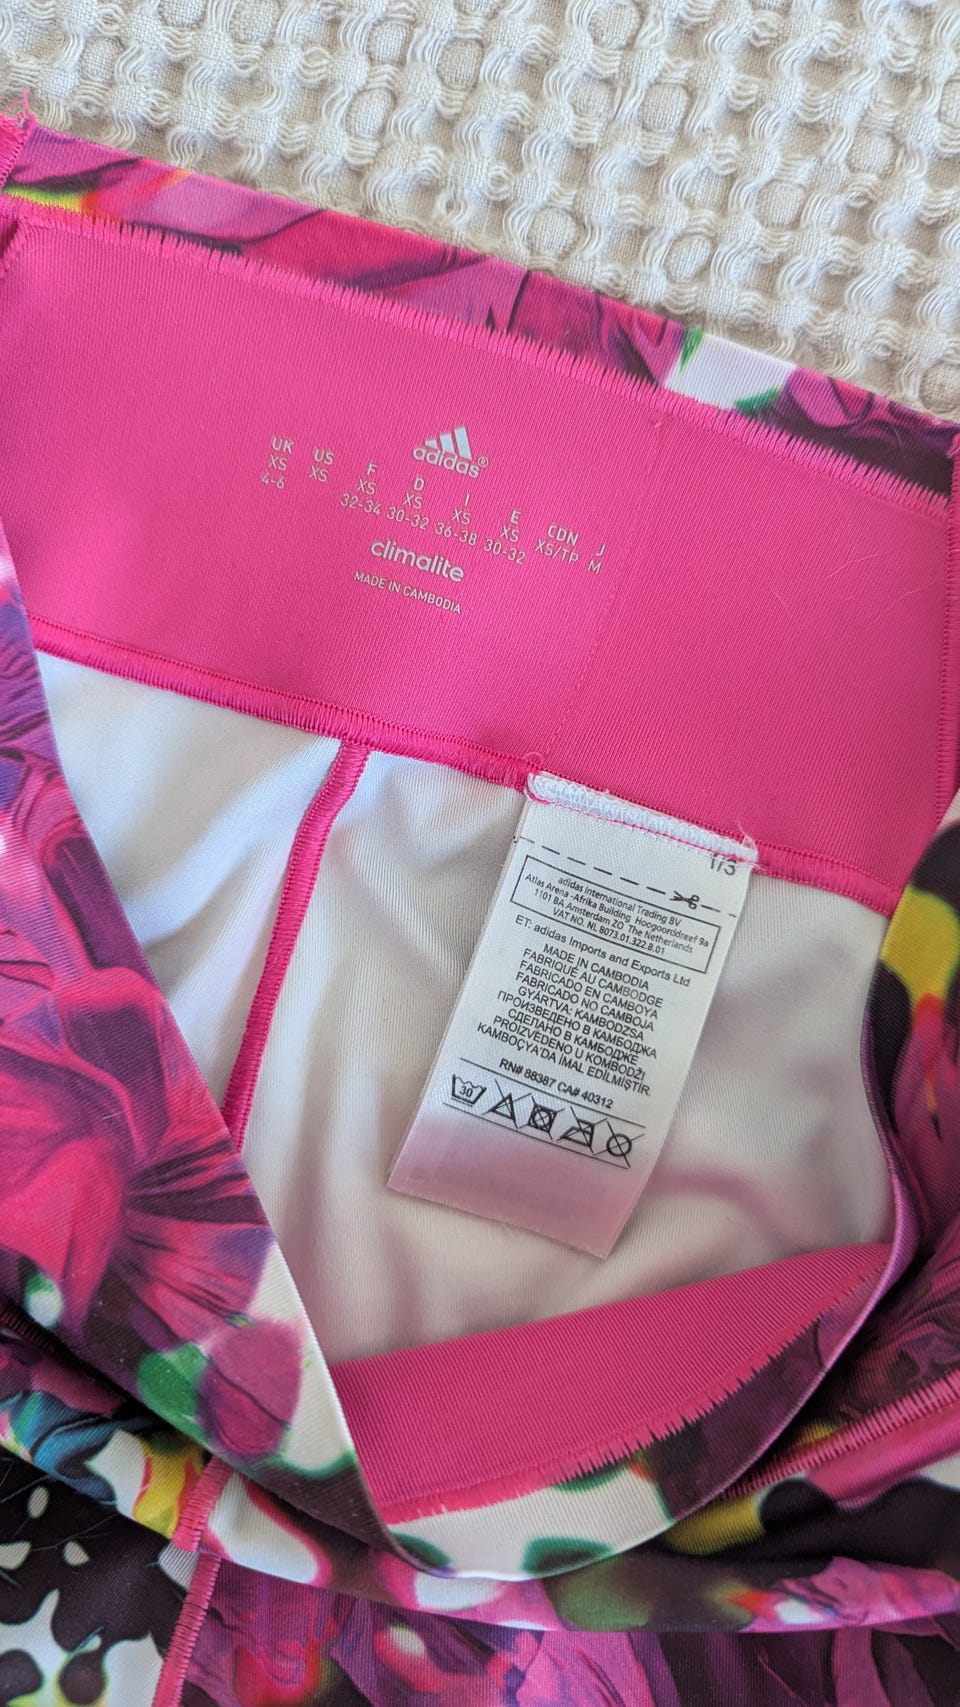 adidas®
UK US F D I E CDN J
XS XS XS XS XS XS XS/TP M
4-6 32-34 30-32 36-38 30-32
climalite
MADE IN CAMBODIA
1/3
adidas International Trading BV
Atlas Arena -Afrika Building Hoogoorddreef 9a
1101 BA Amsterdam ZO The Netherlands
VAT NO. NL 8073.01.322.B.01
ET: adidas Imports and Exports Ltd
MADE IN CAMBODIA
FABRIQUÉ AU CAMBODGE
FABRICADO EN CAMBOYA
FABRICADO NO CAMBOJA
GYÁRTVA: KAMBODZSA
ПРОИЗВЕДЕНО В КАМБОДЖА
СДЕЛАНО В КАМБОДЖЕ
PROIZVEDENO U KOMBODŽI
KAMBOÇYA'DA İMAL EDİLMİŞTİR.
RN# 88387 CA# 40312
30